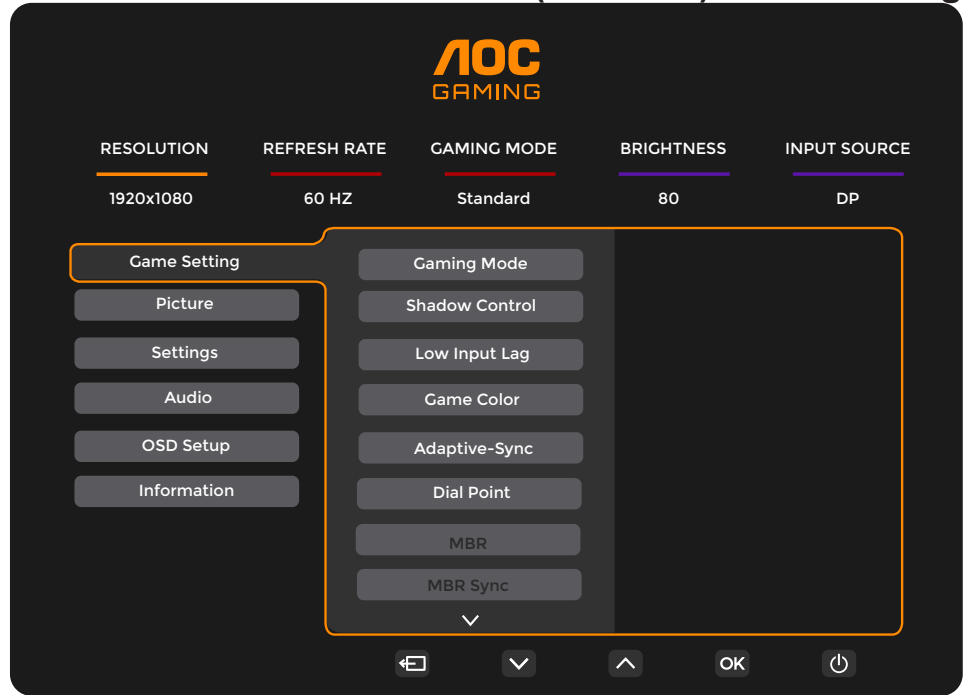 AOC
GAMING
RESOLUTION REFRESH RATE GAMING MODE BRIGHTNESS INPUT SOURCE
1920x1080 60 HZ Standard 80 DP
Game Setting
Picture
Settings
Audio
OSD Setup
Information
Gaming Mode
Shadow Control
Low Input Lag
Game Color
Adaptive-Sync
Dial Point
MBR
MBR Sync
OK